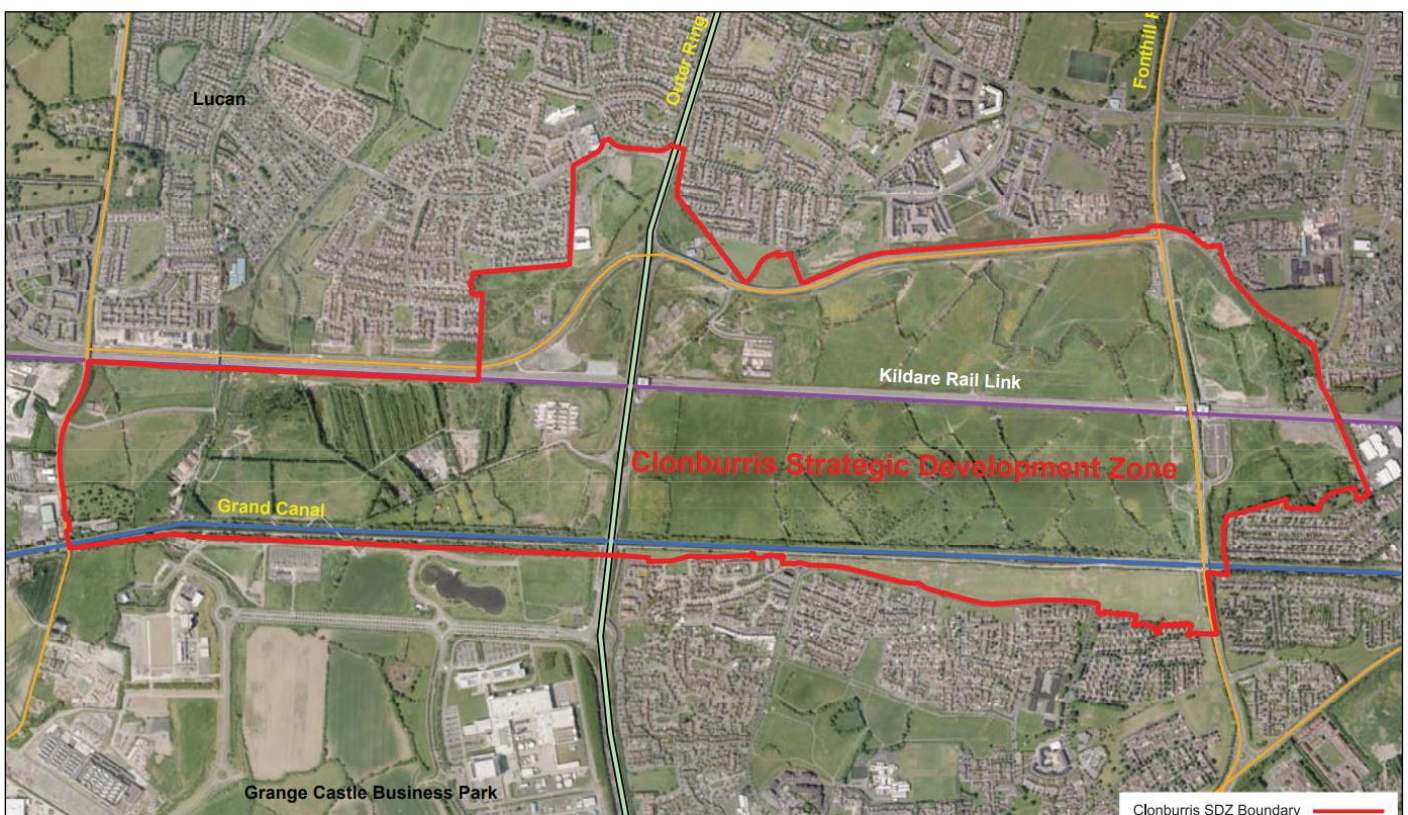 Outer Ring
Lucan
Kildare Rail Link
Clonburris Strategic Development Zone
Grand Canal
Grange Castle Business Park
Fonthill
Clonburris SDZ Boundary